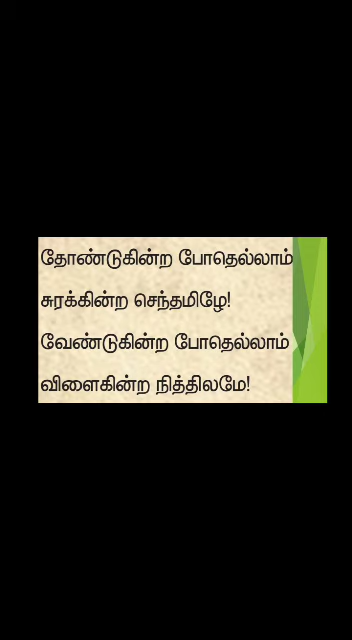 தோண்டுகின்ற போதெல்லாம்
சுரக்கின்ற செந்தமிழே!
வேண்டுகின்ற போதெல்லாம்
விளைகின்ற நித்திலமே!